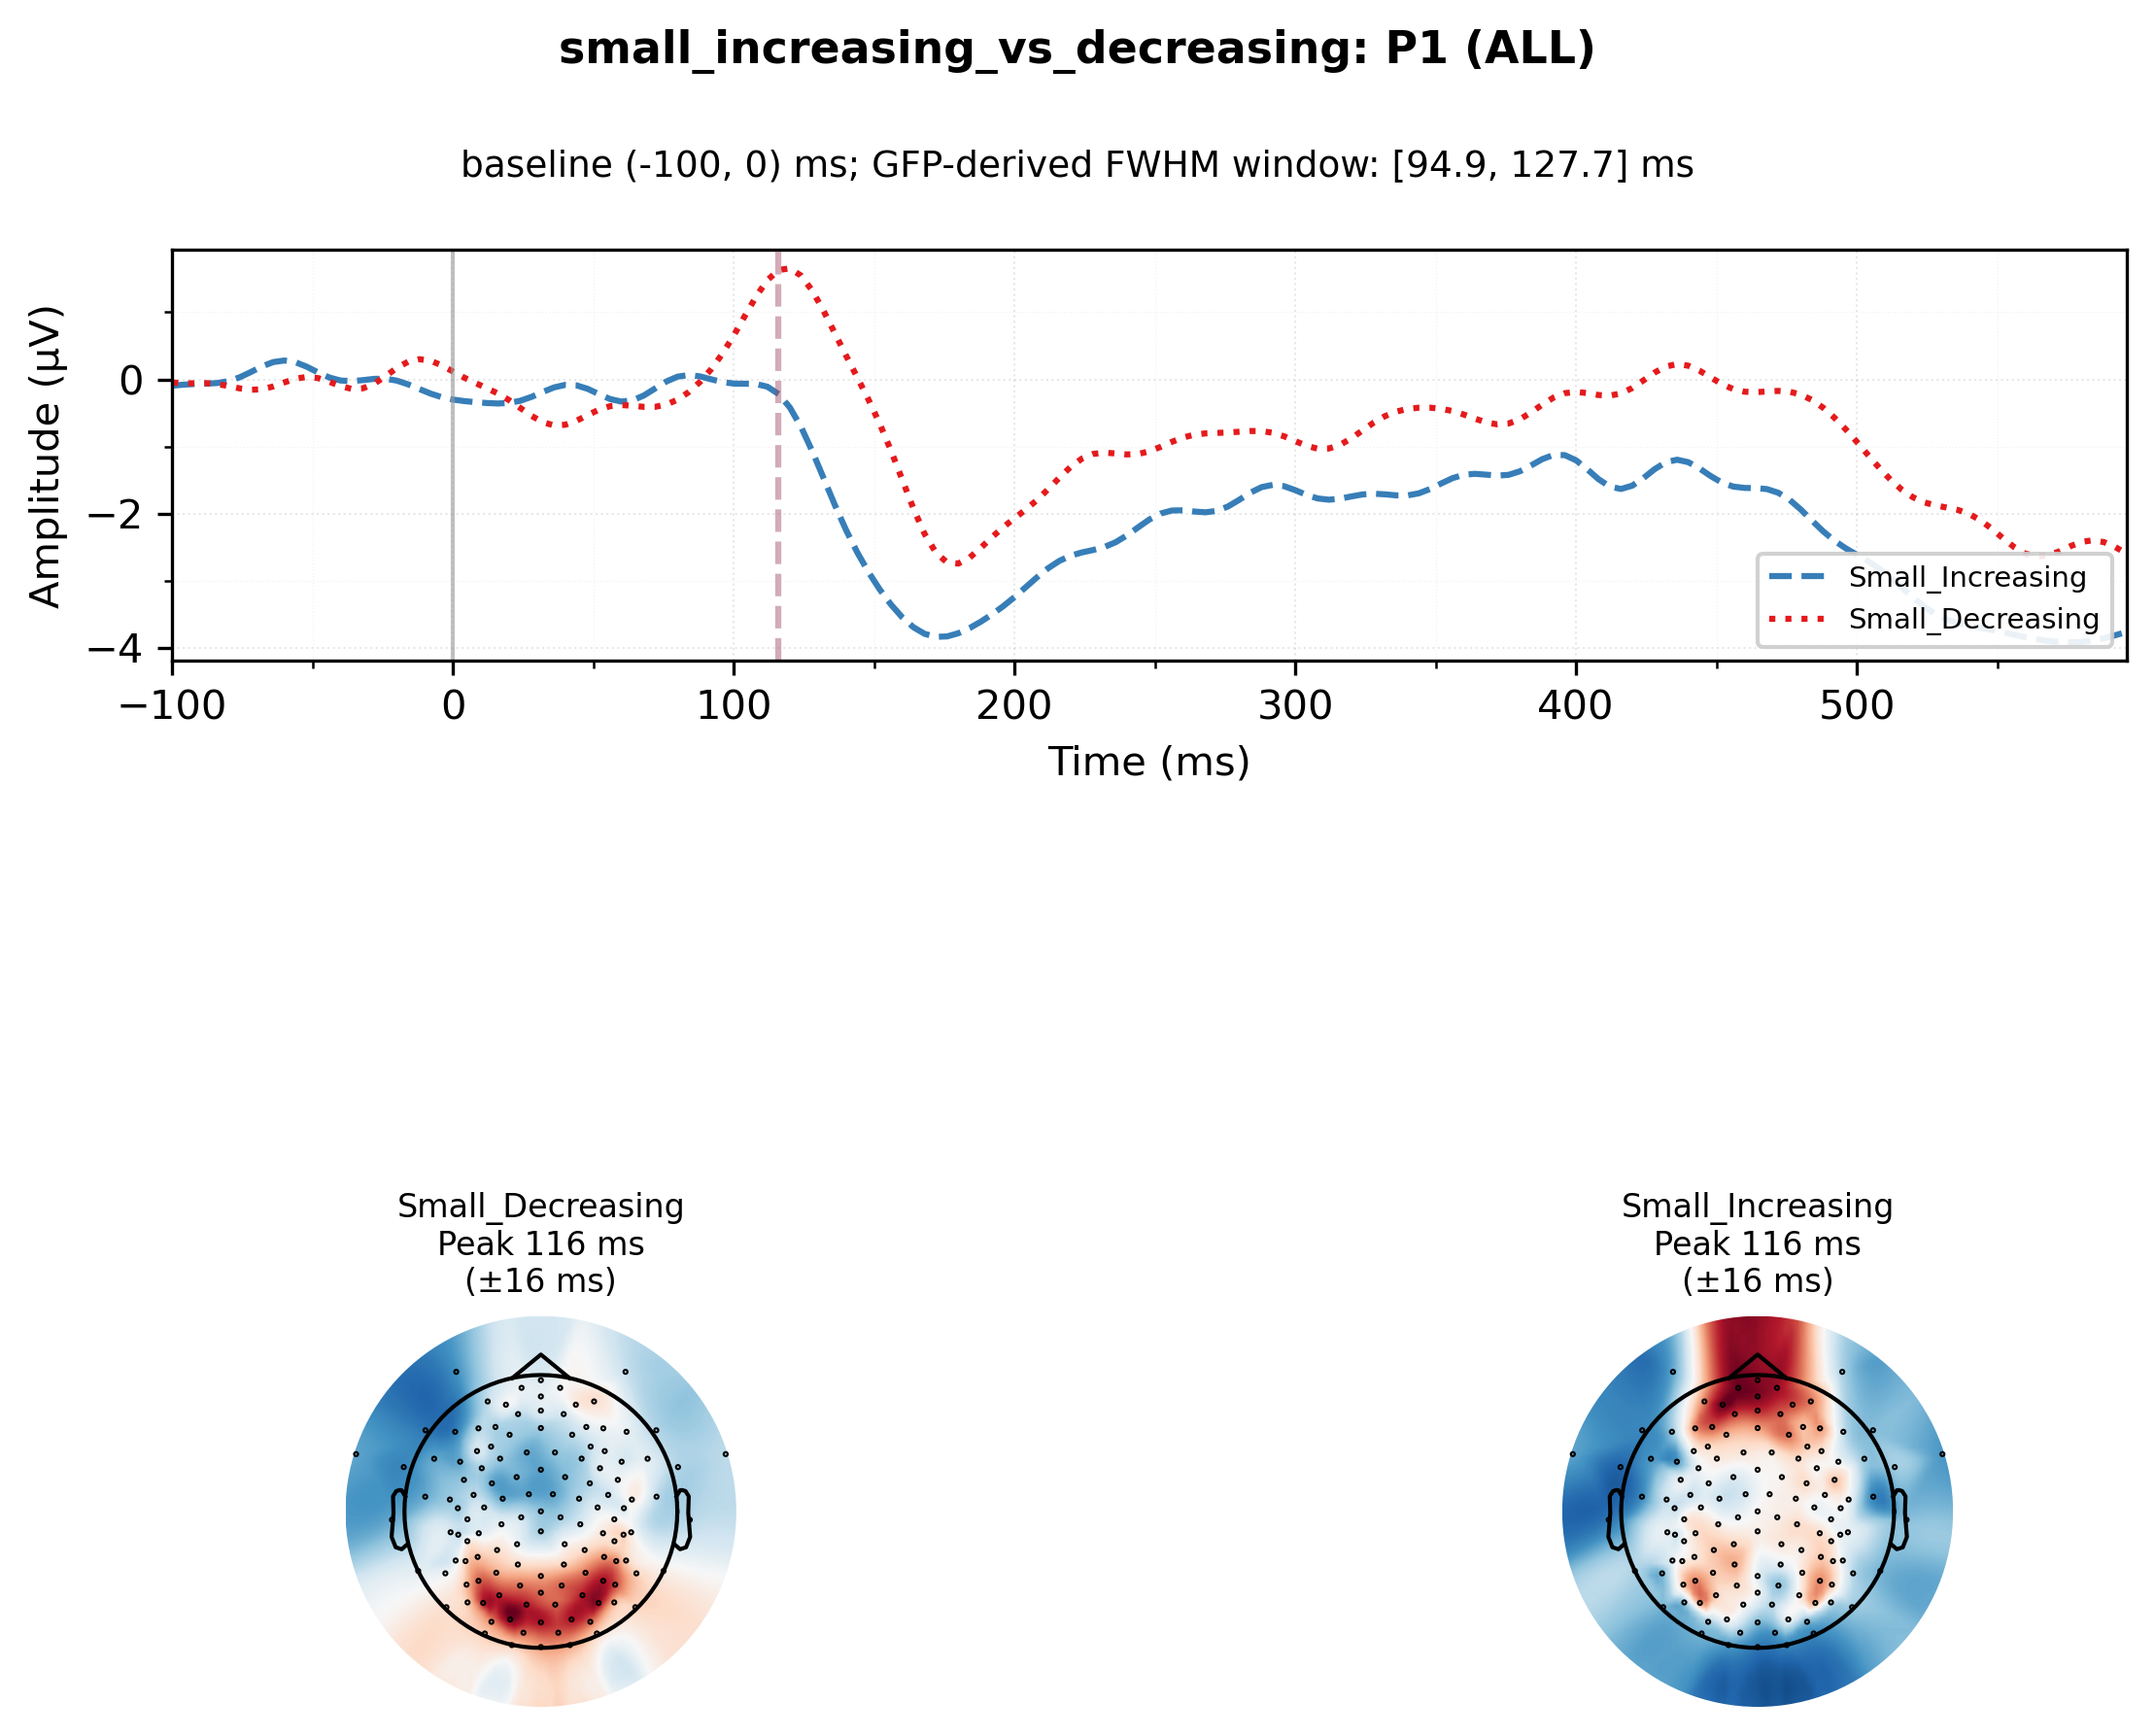 small_increasing_vs_decreasing: P1 (ALL)
baseline (-100, 0) ms; GFP-derived FWHM window: [94.9, 127.7] ms
Amplitude (µV)
0
−2
−4
−100 0 100 200 300 400 500
Time (ms)
Small_Increasing
Small_Decreasing
Small_Decreasing
Peak 116 ms
(±16 ms)
Small_Increasing
Peak 116 ms
(±16 ms)